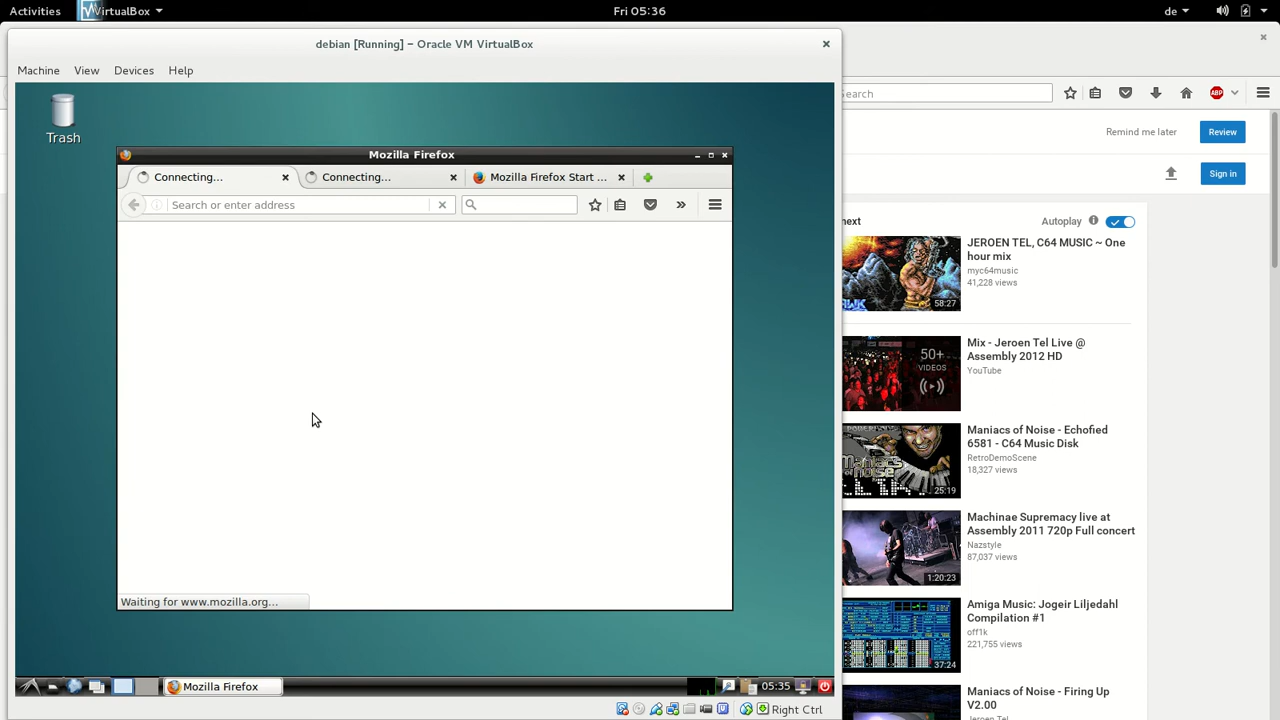 Activities
VirtualBox
Fri 05:36
de
debian [Running] – Oracle VM VirtualBox
Machine View Devices Help
Trash
Mozilla Firefox
Connecting...
Connecting...
Mozilla Firefox Start ...
Search or enter address
Waiting for www.mozilla.org...
Mozilla Firefox
05:35
Right Ctrl
Search
ABP
Remind me later
Review
Sign in
next
Autoplay
JEROEN TEL, C64 MUSIC ~ One
hour mix
myc64music
41,228 views
58:27
Mix - Jeroen Tel Live @
Assembly 2012 HD
YouTube
50+
VIDEOS
Maniacs of Noise - Echofied
6581 - C64 Music Disk
RetroDemoScene
18,327 views
25:19
Machinae Supremacy live at
Assembly 2011 720p Full concert
Nazstyle
87,037 views
1:20:23
Amiga Music: Jogeir Liljedahl
Compilation #1
off1k
221,755 views
37:24
Maniacs of Noise - Firing Up
V2.00
Jeroen Tel